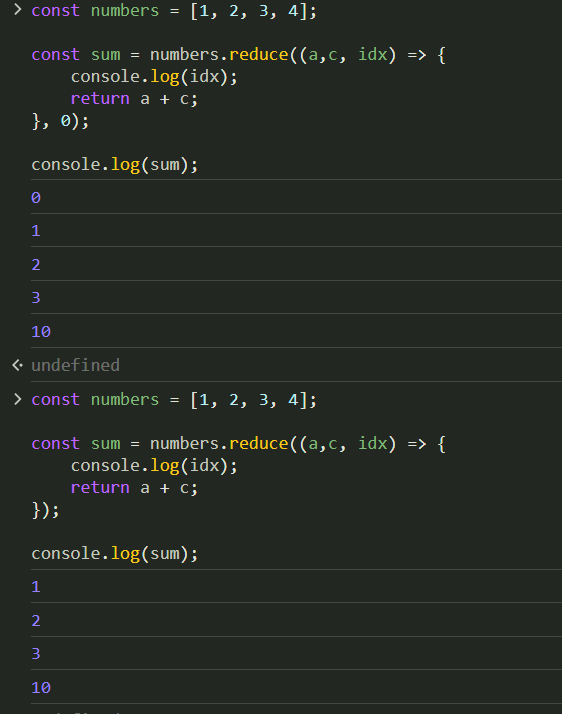 > const numbers = [1, 2, 3, 4];
const sum = numbers.reduce((a,c, idx) => {
console.log(idx);
return a + c;
}, 0);
console.log(sum);
0
1
2
3
10
undefined
> const numbers = [1, 2, 3, 4];
const sum = numbers.reduce((a,c, idx) => {
console.log(idx);
return a + c;
});
console.log(sum);
1
2
3
10